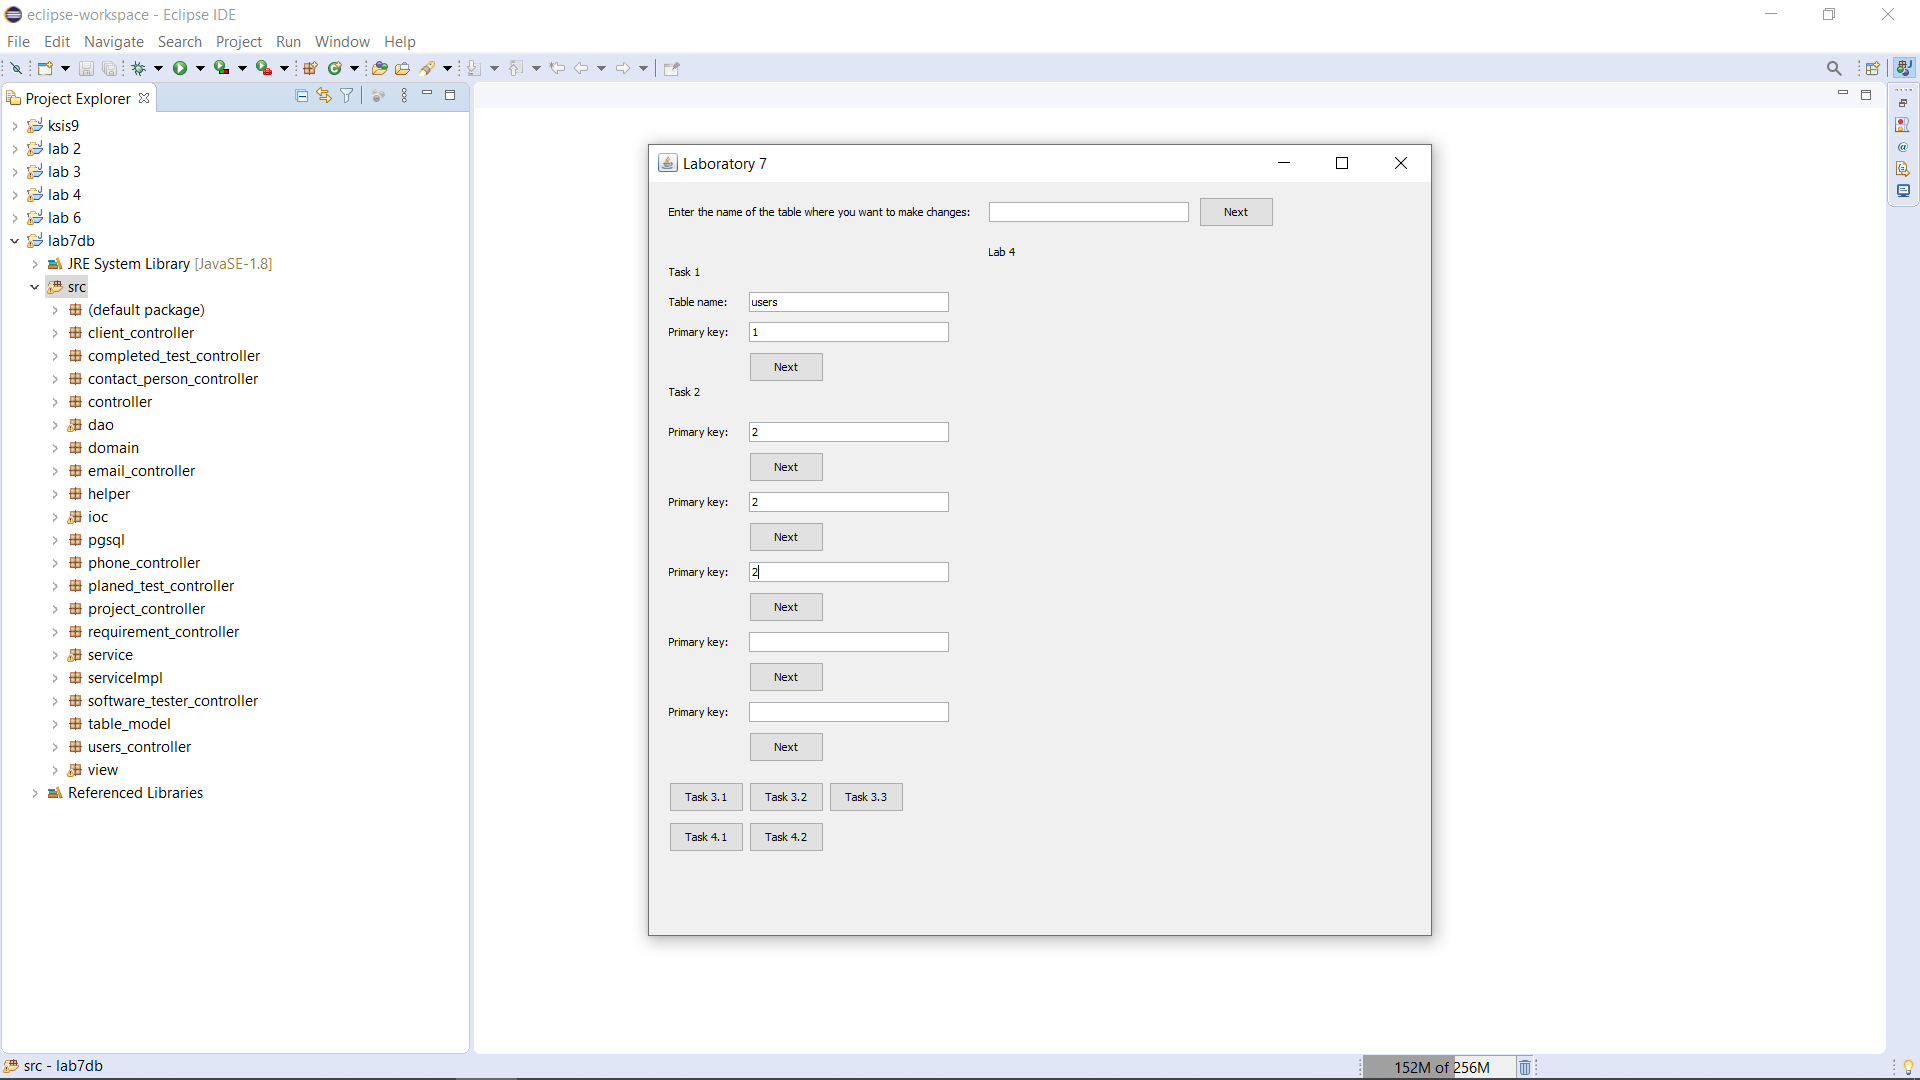 eclipse-workspace - Eclipse IDE
File Edit Navigate Search Project Run Window Help
Project Explorer
ksis9
lab 2
lab 3
lab 4
lab 6
lab7db
JRE System Library [JavaSE-1.8]
src
(default package)
client_controller
completed_test_controller
contact_person_controller
controller
dao
domain
email_controller
helper
ioc
pgsql
phone_controller
planed_test_controller
project_controller
requirement_controller
service
serviceImpl
software_tester_controller
table_model
users_controller
view
Referenced Libraries
Laboratory 7
Enter the name of the table where you want to make changes: Next
Lab 4
Task 1
Table name: users
Primary key: 1
Next
Task 2
Primary key: 2
Next
Primary key: 2
Next
Primary key: 2
Next
Primary key:
Next
Primary key:
Next
Task 3.1 Task 3.2 Task 3.3
Task 4.1 Task 4.2
src - lab7db
152M of 256M